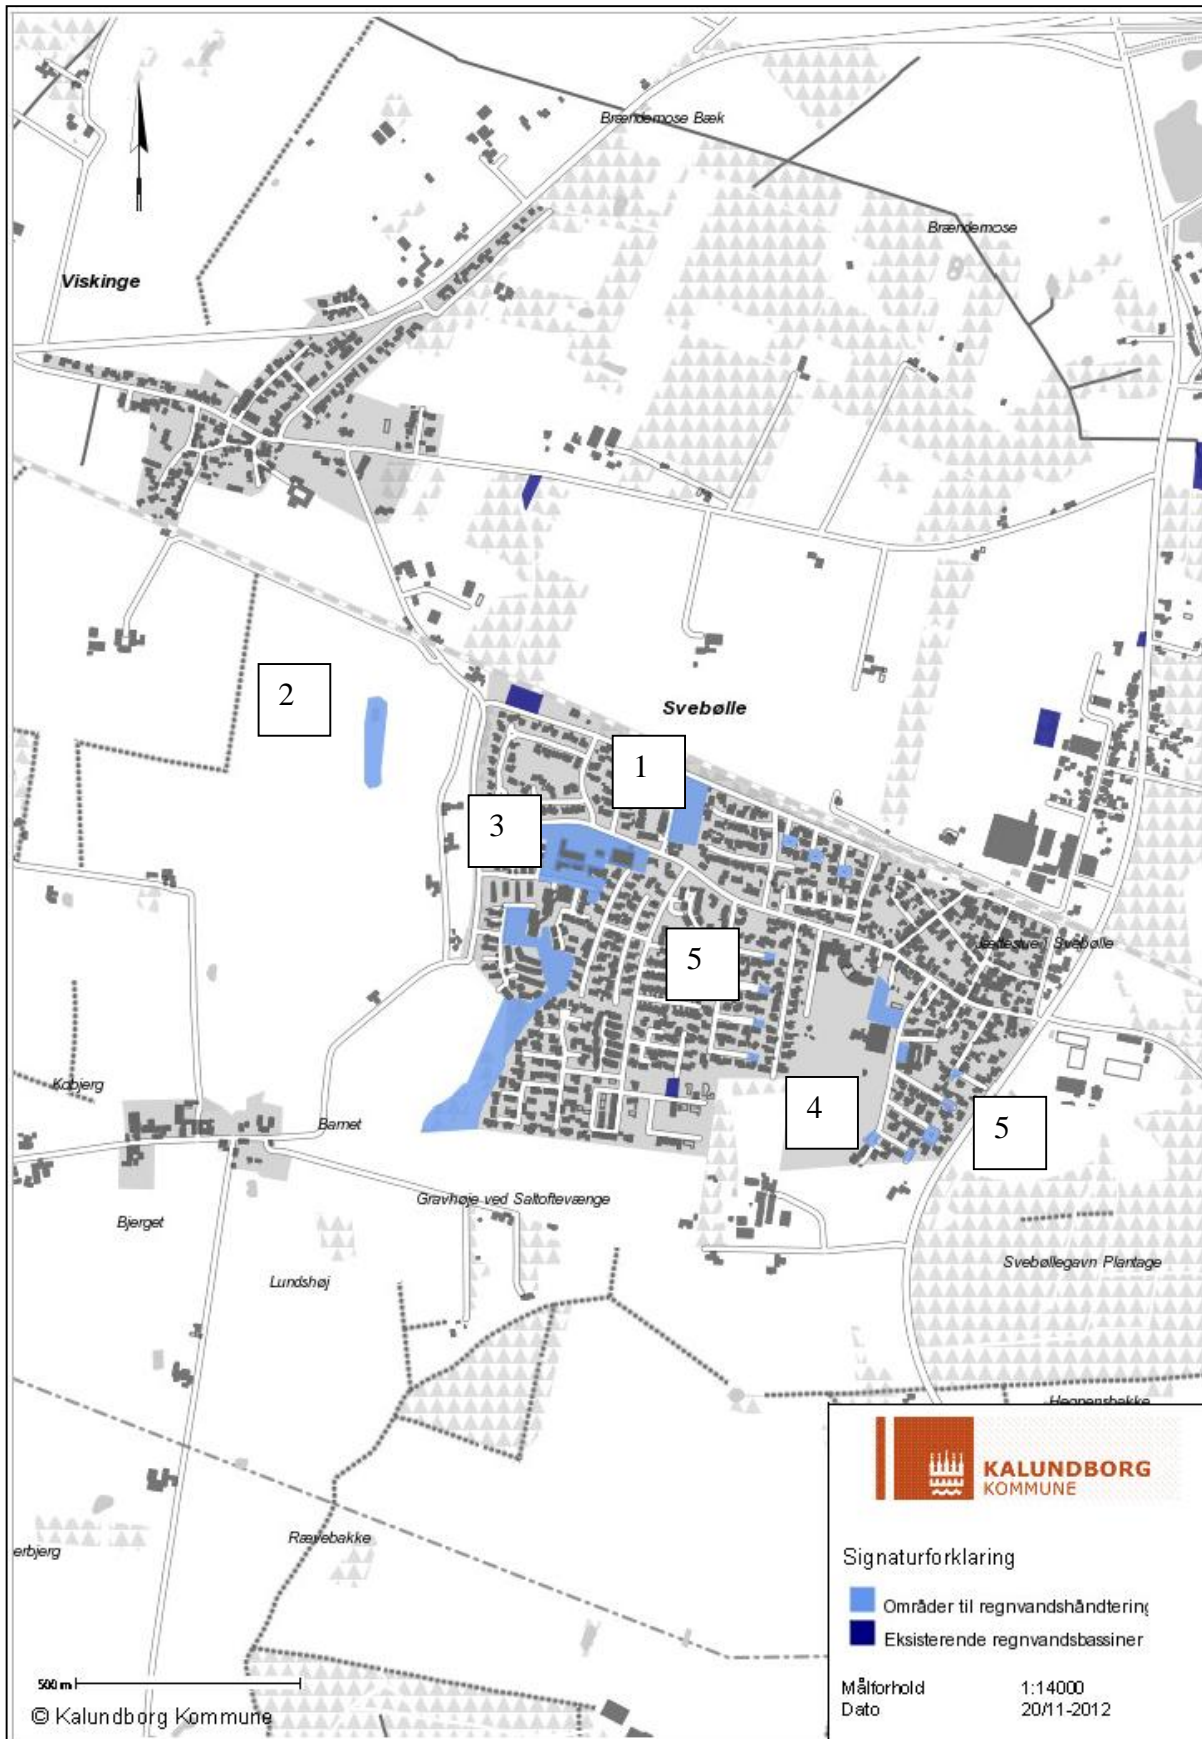 Brændemose Bæk
Brændemose
Viskinge
2
Svebølle
1
3
5
Jættestue i Svebølle
Kobjerg
4
Barnet
5
Gravhøje ved Saltoftevænge
Bjerget
Lundshøj
Svebøllegavn Plantage
Hegnensbakke
KALUNDBORG
KOMMUNE
Rævebakke
erbjerg
Signaturforklaring
Områder til regnvandshåndtering
Eksisterende regnvandsbassiner
500 m
Målforhold 1:14000
© Kalundborg Kommune
Dato 20/11-2012